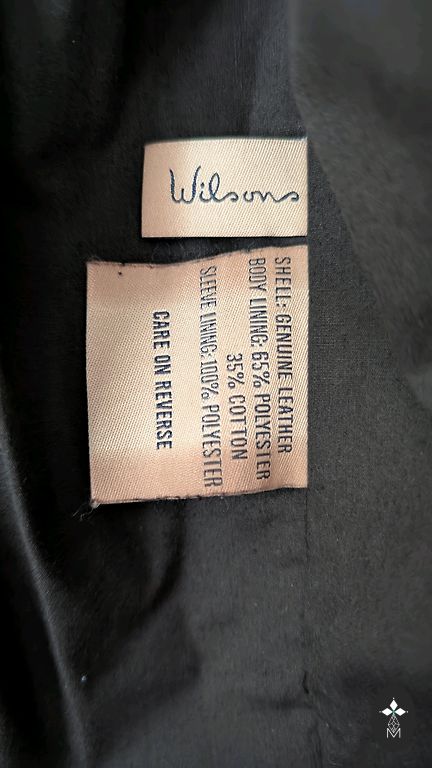 Wilsons
SHELL: GENUINE LEATHER
BODY LINING: 65% POLYESTER
35% COTTON
SLEEVE LINING: 100% POLYESTER
CARE ON REVERSE
M